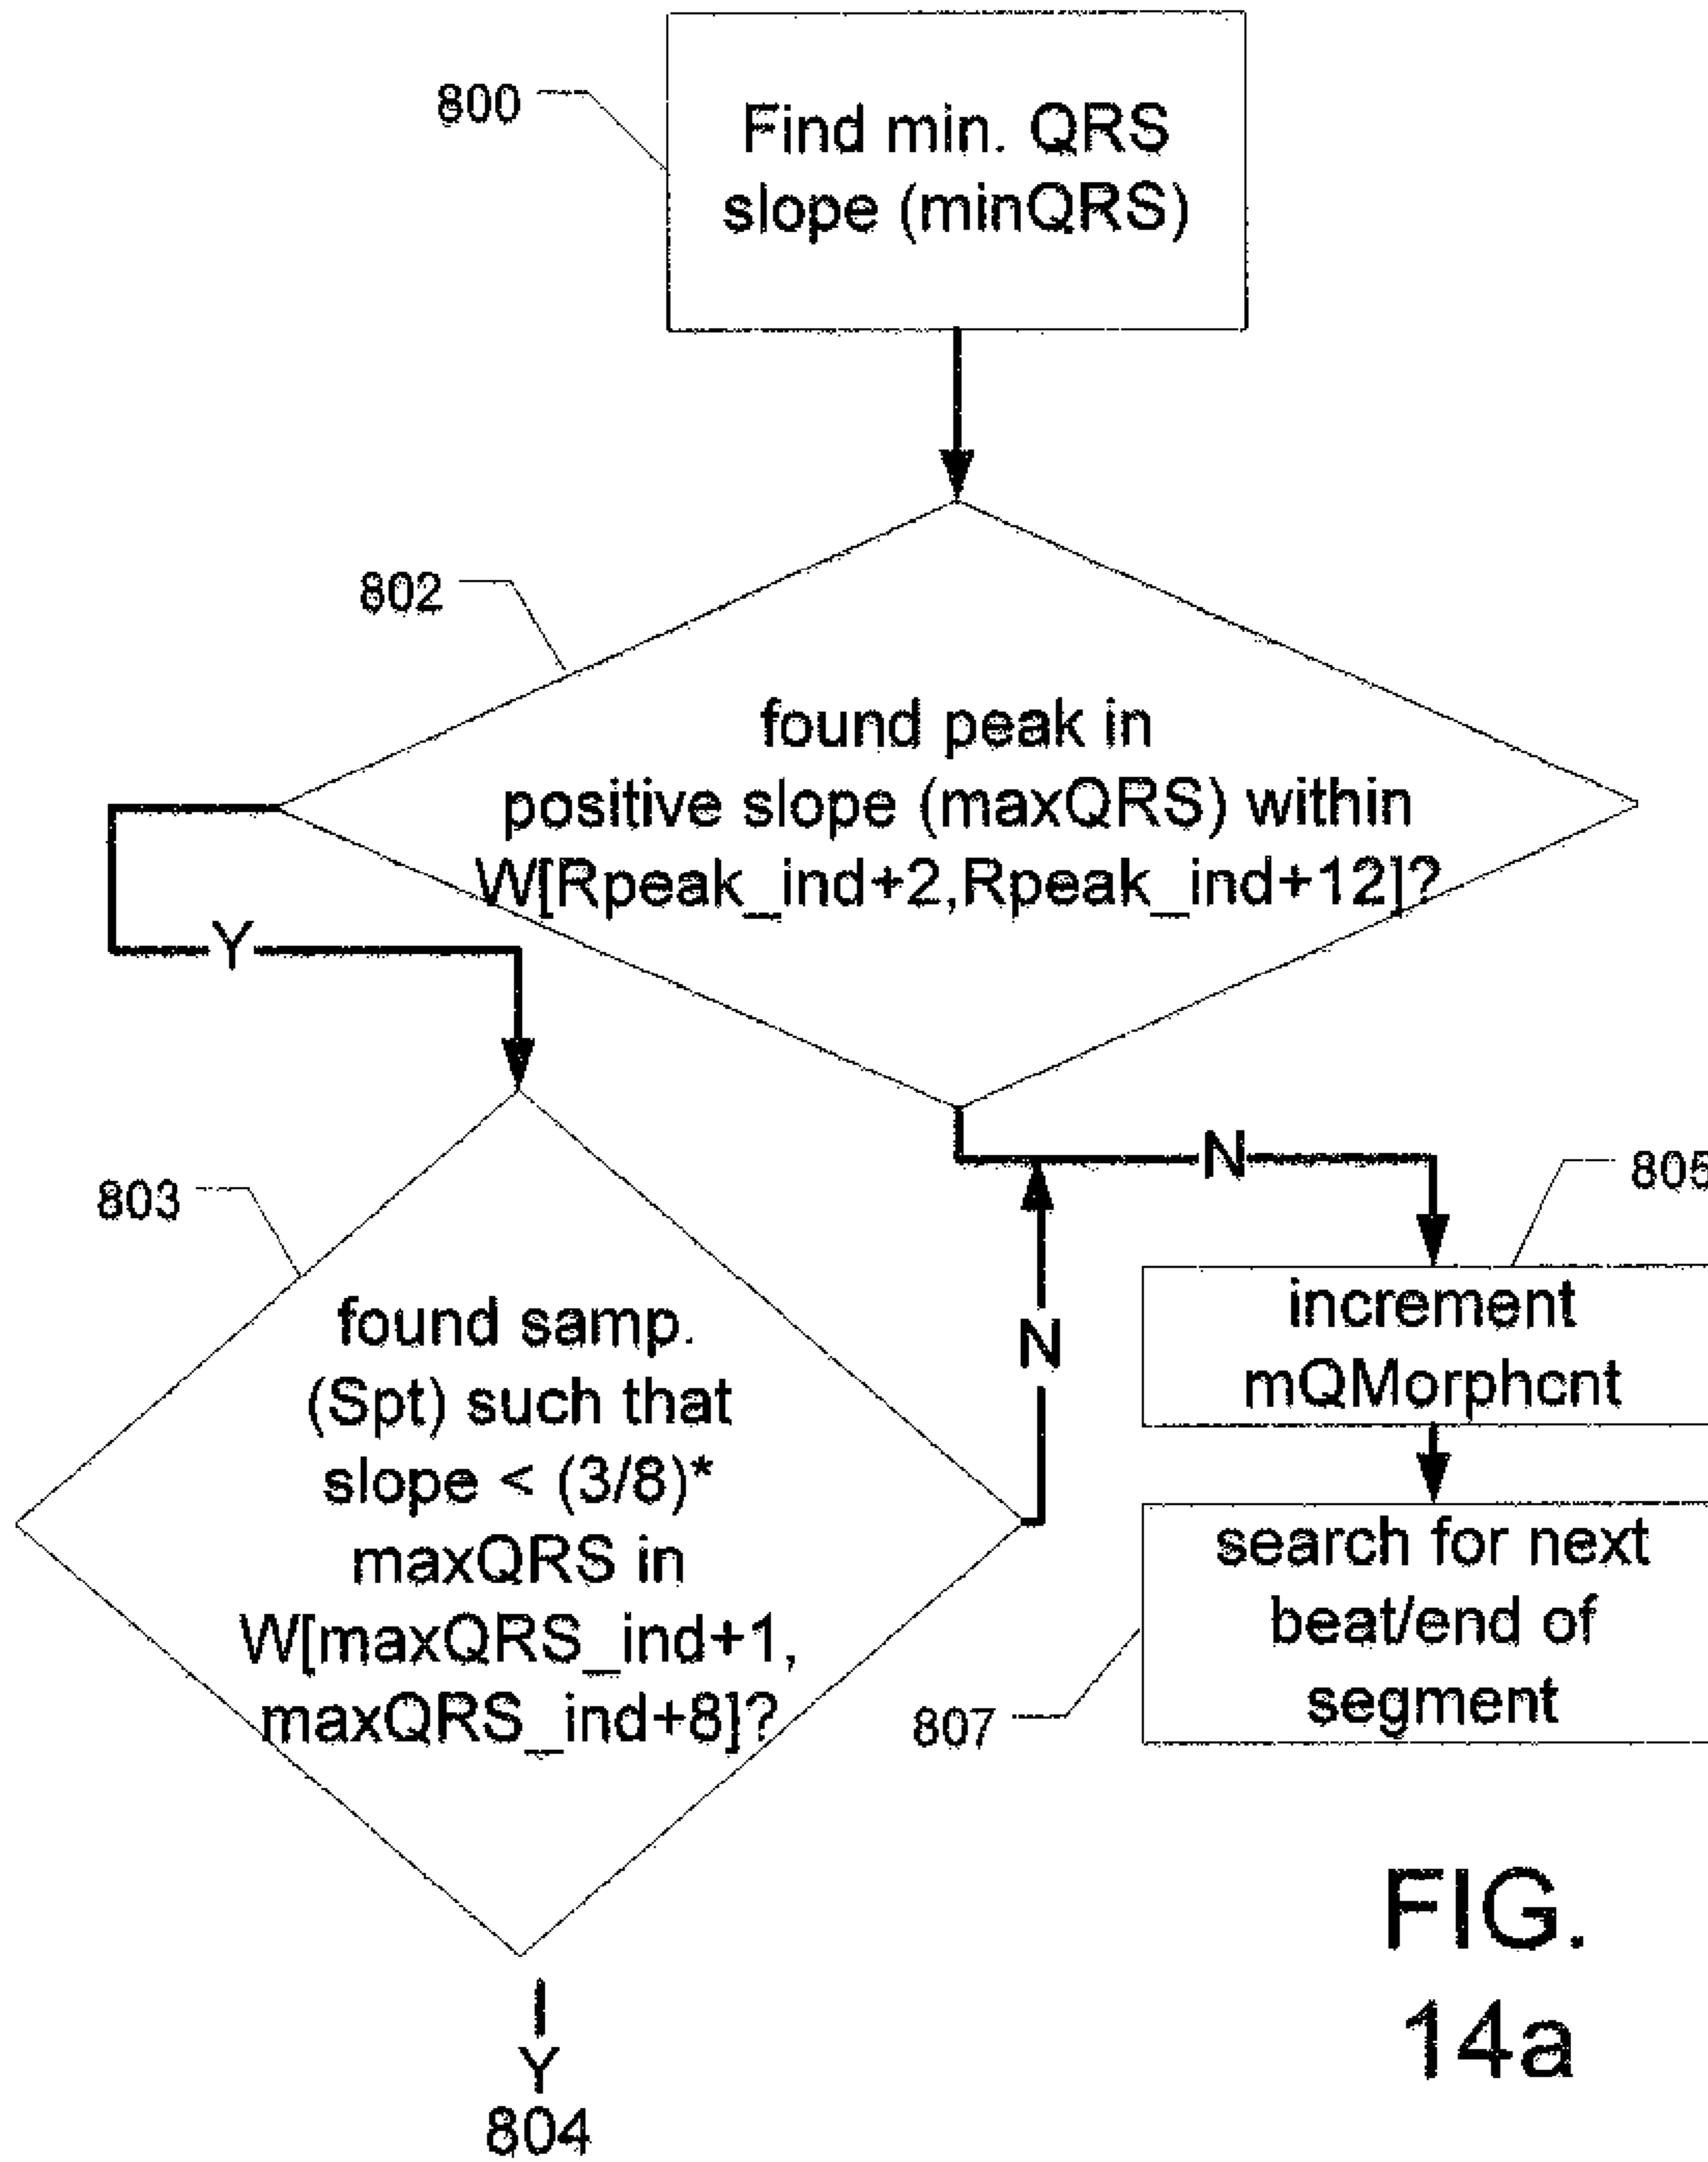 800
Find min. QRS
slope (minQRS)
802
found peak in
positive slope (maxQRS) within
W[Rpeak_ind+2,Rpeak_ind+12]?
Y
N
805
803
found samp.
(Spt) such that
slope < (3/8)*
maxQRS in
W[maxQRS_ind+1,
maxQRS_ind+8]?
N
increment
mQMorphcnt
search for next
beat/end of
segment
807
Y
804
FIG.
14a